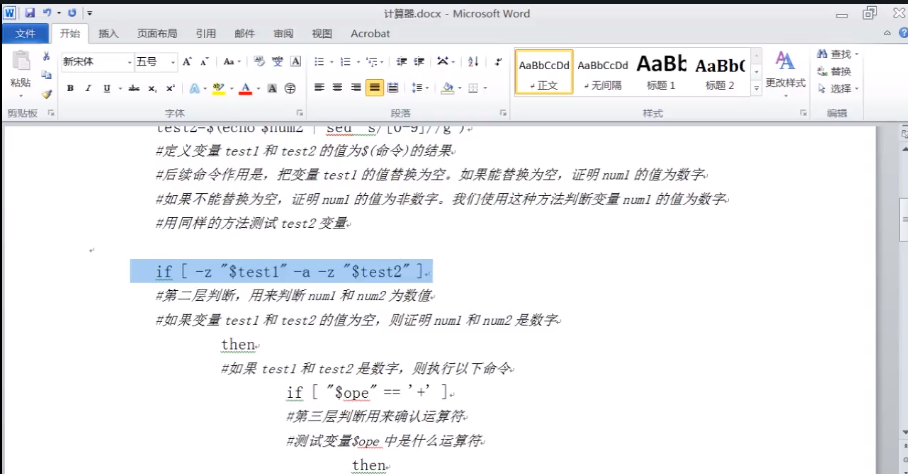 计算器.docx - Microsoft Word
文件 开始 插入 页面布局 引用 邮件 审阅 视图 Acrobat
新宋体 五号
粘贴
AaBbCcDd AaBbCcDd AaBb AaBb
正文 无间隔 标题 1 标题 2
更改样式
查找
替换
选择
剪贴板 字体 段落 样式 编辑
test2=$(echo $num2 | sed 's/[0-9]//g')
#定义变量 test1 和 test2 的值为$(命令)的结果
#后续命令作用是，把变量 test1 的值替换为空。如果能替换为空，证明 num1 的值为数字
#如果不能替换为空，证明 num1 的值为非数字。我们使用这种方法判断变量 num1 的值为数字
#用同样的方法测试 test2 变量
if [ -z "$test1" -a -z "$test2" ]
#第二层判断，用来判断 num1 和 num2 为数值
#如果变量 test1 和 test2 的值为空，则证明 num1 和 num2 是数字
then
#如果 test1 和 test2 是数字，则执行以下命令
if [ "$ope" == '+' ]
#第三层判断用来确认运算符
#测试变量$ope 中是什么运算符
then